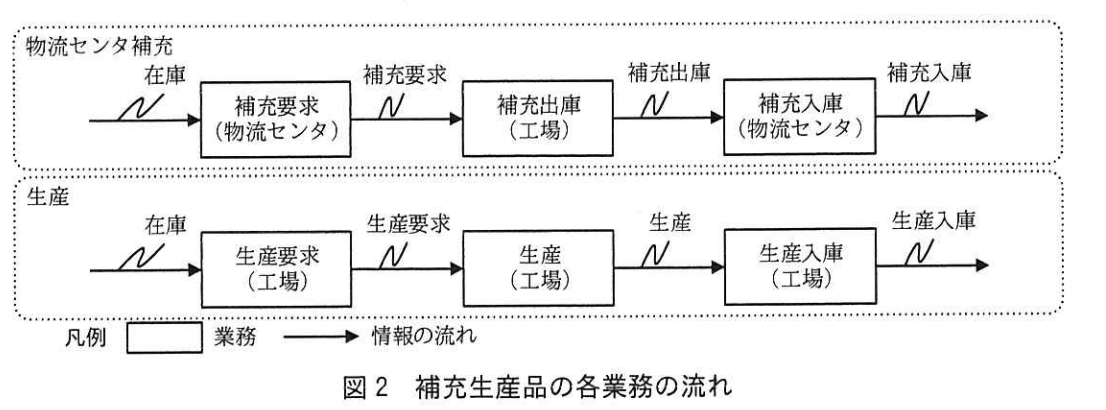 物流センタ補充
在庫
補充要求
補充出庫
補充入庫
補充要求
（物流センタ）
補充出庫
（工場）
補充入庫
（物流センタ）
生産
在庫
生産要求
生産
生産入庫
生産要求
（工場）
生産
（工場）
生産入庫
（工場）
凡例
業務
情報の流れ
図2　補充生産品の各業務の流れ